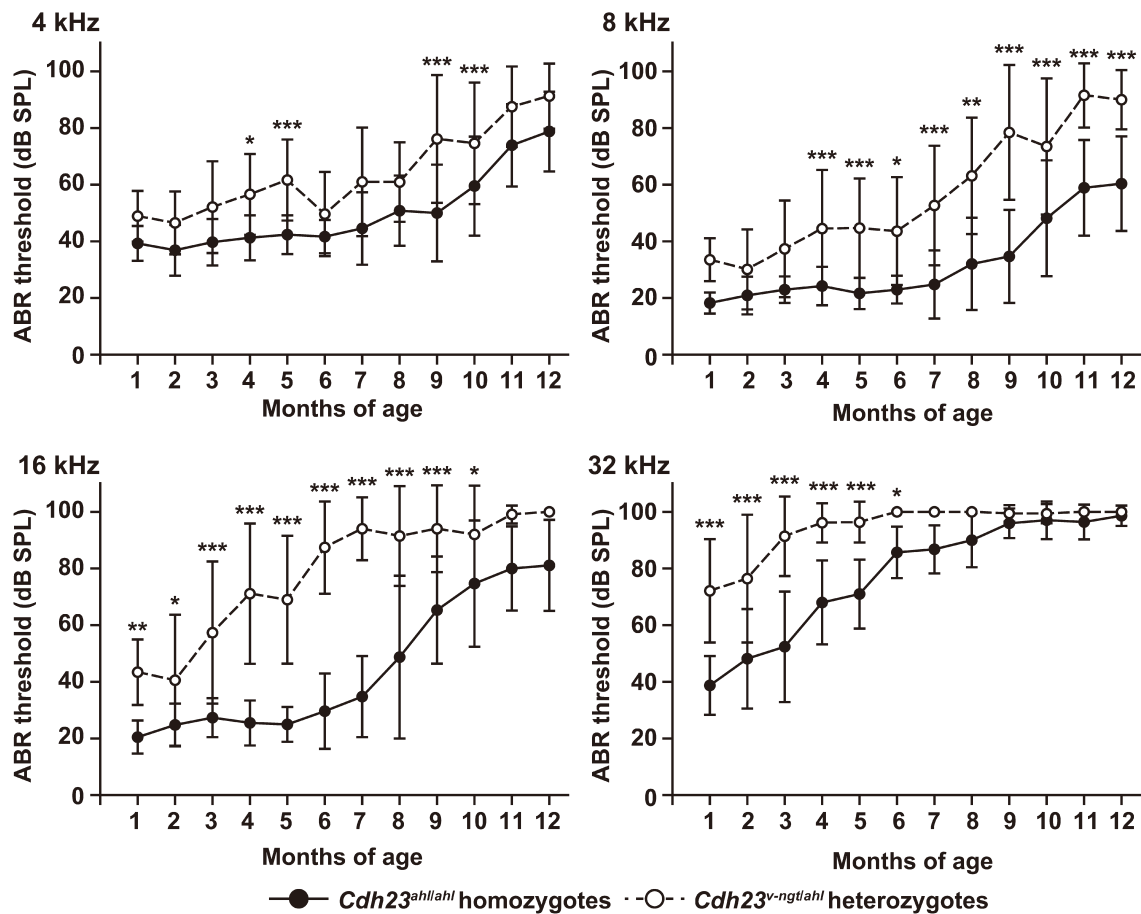 4 kHz
ABR threshold (dB SPL)
100
80
60
40
20
0
* *** *** ***
1 2 3 4 5 6 7 8 9 10 11 12
Months of age
8 kHz
ABR threshold (dB SPL)
100
80
60
40
20
0
*** *** * *** ** *** *** *** ***
1 2 3 4 5 6 7 8 9 10 11 12
Months of age
16 kHz
ABR threshold (dB SPL)
100
80
60
40
20
0
** * *** *** *** *** *** *** *** *
1 2 3 4 5 6 7 8 9 10 11 12
Months of age
32 kHz
ABR threshold (dB SPL)
100
80
60
40
20
0
*** *** *** *** *** *
1 2 3 4 5 6 7 8 9 10 11 12
Months of age
Cdh23ahl/ahl homozygotes Cdh23v-ngt/ahl heterozygotes